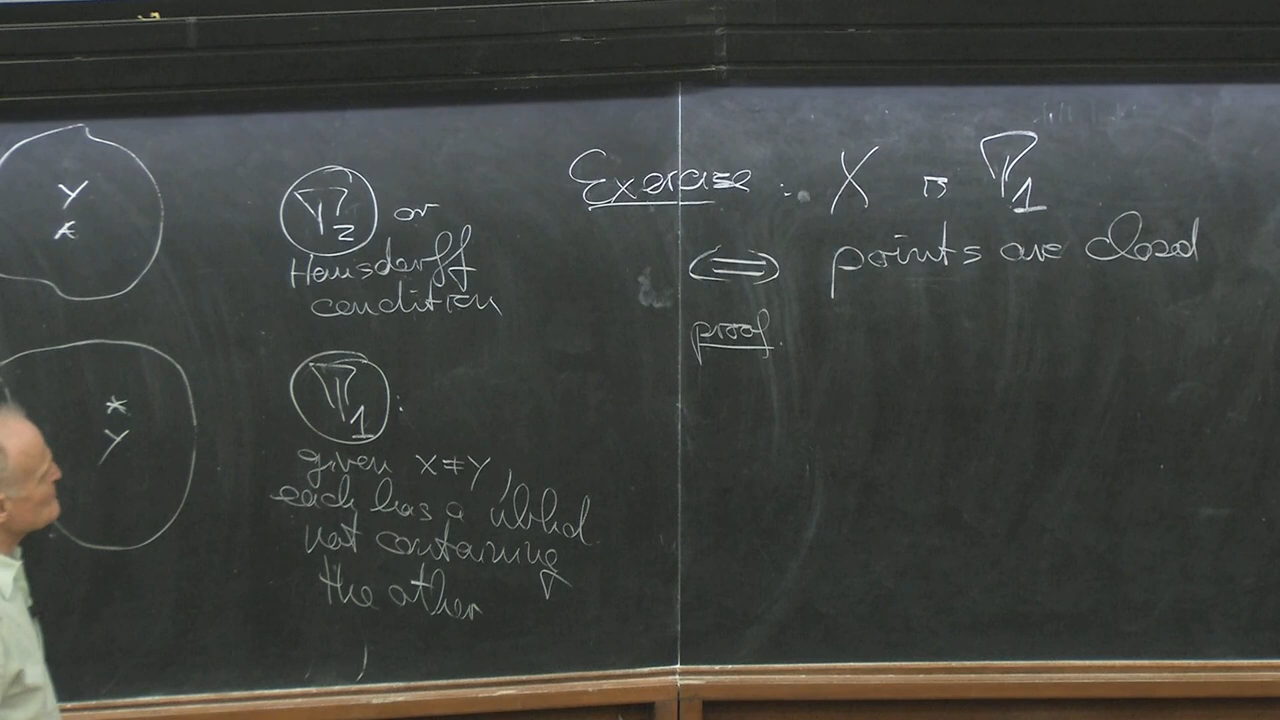 Y
*
T₂ or
Hausdorff
condition
*
Y
T₁ :
given x ≠ y,
each has a nbhd
not containing
the other
Exercise : X is T₁
⇔ points are closed
proof.